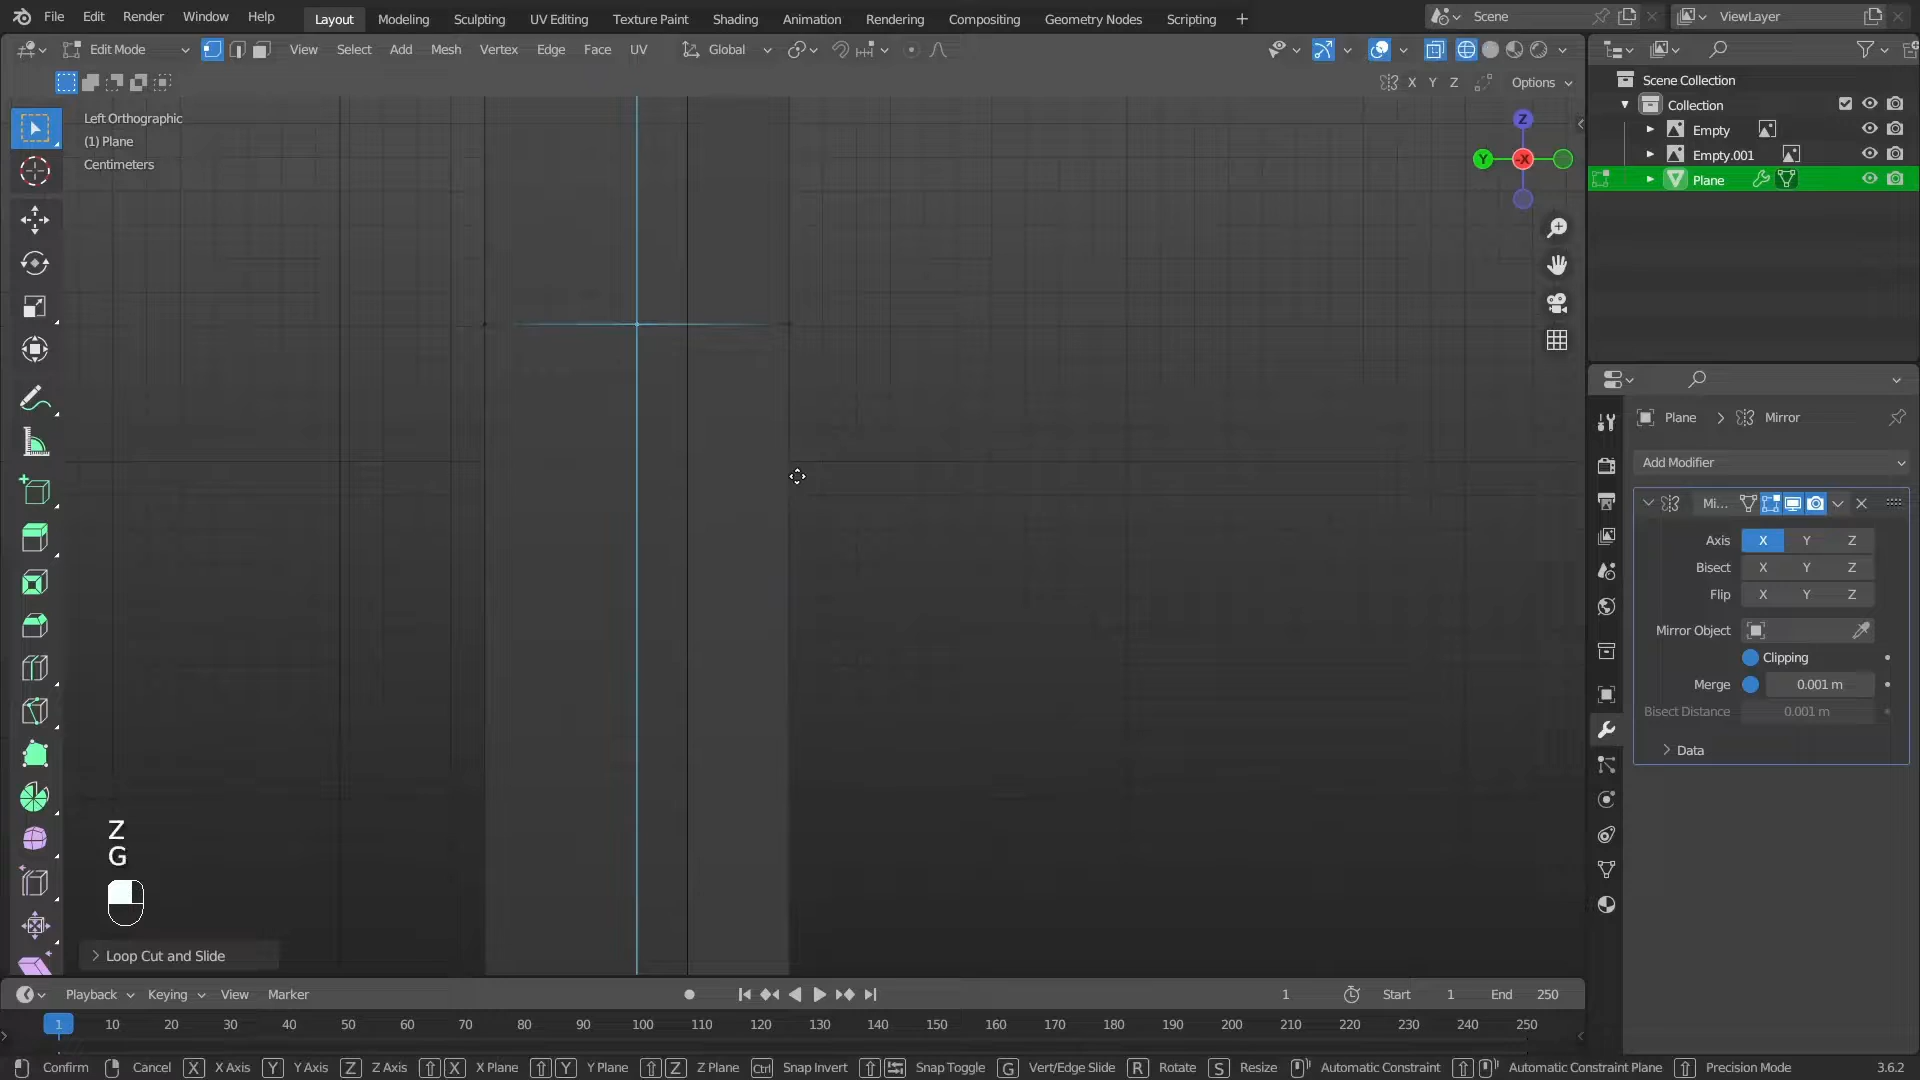 File Edit Render Window Help Layout Modeling Sculpting UV Editing Texture Paint Shading Animation Rendering Compositing Geometry Nodes Scripting + Scene ViewLayer
Edit Mode View Select Add Mesh Vertex Edge Face UV Global
X Y Z Options
Left Orthographic
(1) Plane
Centimeters
Z
Y -X
Z
G
Loop Cut and Slide
Scene Collection
Collection
Empty
Empty.001
Plane
Plane Mirror
Add Modifier
Mi...
Axis X Y Z
Bisect X Y Z
Flip X Y Z
Mirror Object
Clipping
Merge 0.001 m
Bisect Distance 0.001 m
Data
Playback Keying View Marker 1 Start 1 End 250
1 10 20 30 40 50 60 70 80 90 100 110 120 130 140 150 160 170 180 190 200 210 220 230 240 250
Confirm Cancel X X Axis Y Y Axis Z Z Axis X X Plane Y Y Plane Z Z Plane Ctrl Snap Invert Snap Toggle G Vert/Edge Slide R Rotate S Resize Automatic Constraint Automatic Constraint Plane Precision Mode 3.6.2